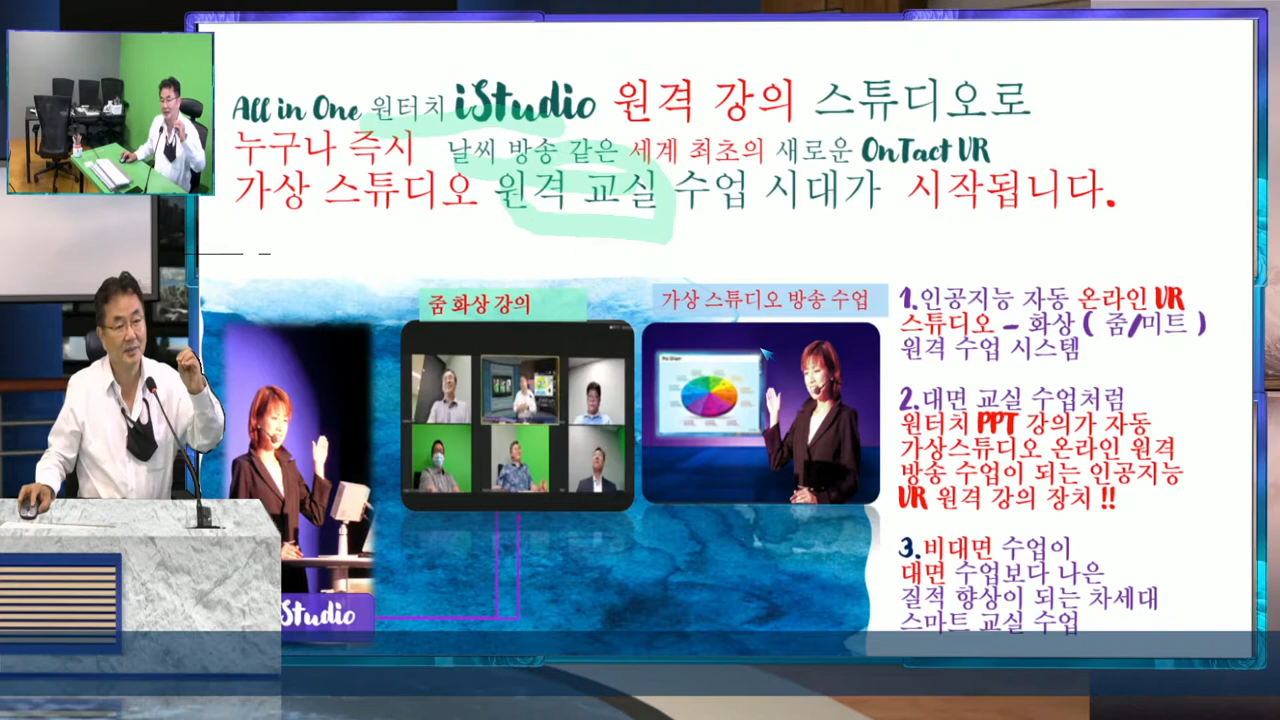 All in One 원터치 iStudio 원격 강의 스튜디오로
누구나 즉시 날씨 방송 같은 세계 최초의 새로운 OnTact VR
가상 스튜디오 원격 교실 수업 시대가 시작됩니다.
줌 화상 강의
가상 스튜디오 방송 수업
iStudio
1.인공지능 자동 온라인 VR
스튜디오 - 화상 ( 줌/미트 )
원격 수업 시스템
2.대면 교실 수업처럼
원터치 PPT 강의가 자동
가상스튜디오 온라인 원격
방송 수업이 되는 인공지능
VR 원격 강의 장치 !!
3.비대면 수업이
대면 수업보다 나은
질적 향상이 되는 차세대
스마트 교실 수업